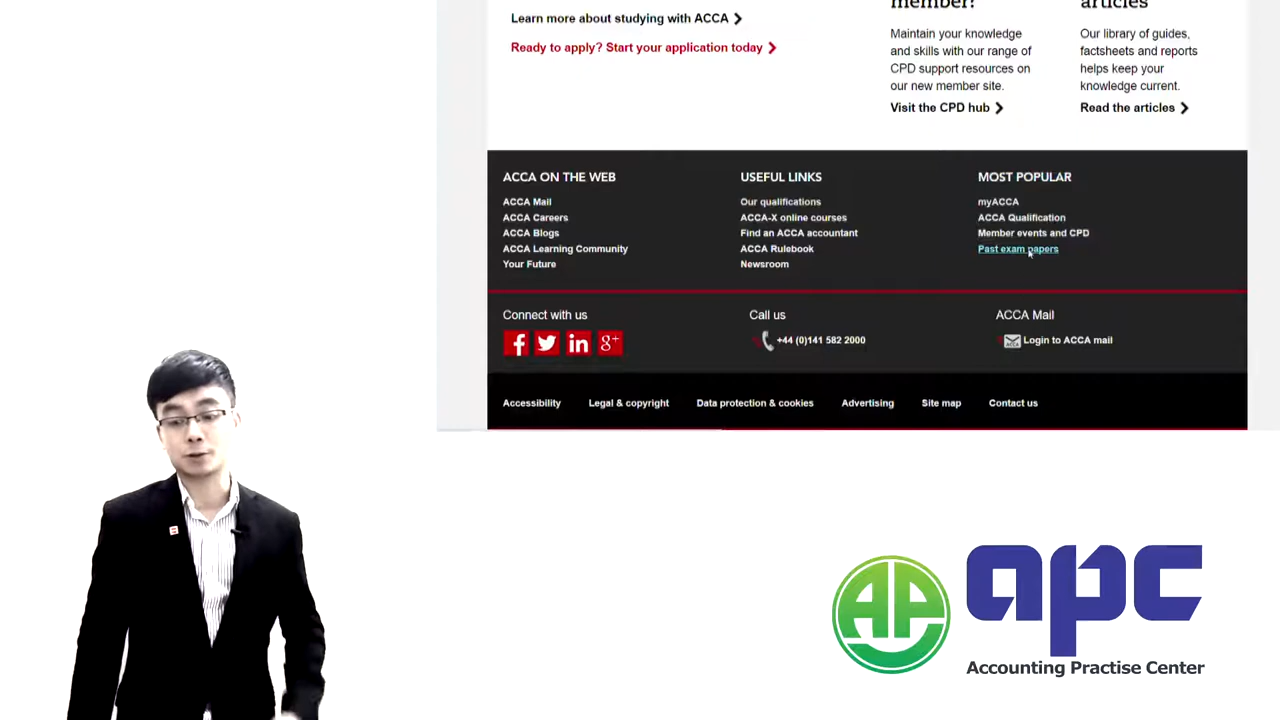 member?
articles
Learn more about studying with ACCA
Ready to apply? Start your application today
Maintain your knowledge
and skills with our range of
CPD support resources on
our new member site.
Visit the CPD hub
Our library of guides,
factsheets and reports
helps keep your
knowledge current.
Read the articles
ACCA ON THE WEB
ACCA Mail
ACCA Careers
ACCA Blogs
ACCA Learning Community
Your Future
USEFUL LINKS
Our qualifications
ACCA-X online courses
Find an ACCA accountant
ACCA Rulebook
Newsroom
MOST POPULAR
myACCA
ACCA Qualification
Member events and CPD
Past exam papers
Connect with us
f
in
g+
Call us
+44 (0)141 582 2000
ACCA Mail
ACCA
Login to ACCA mail
Accessibility
Legal & copyright
Data protection & cookies
Advertising
Site map
Contact us
AP
apc
Accounting Practise Center